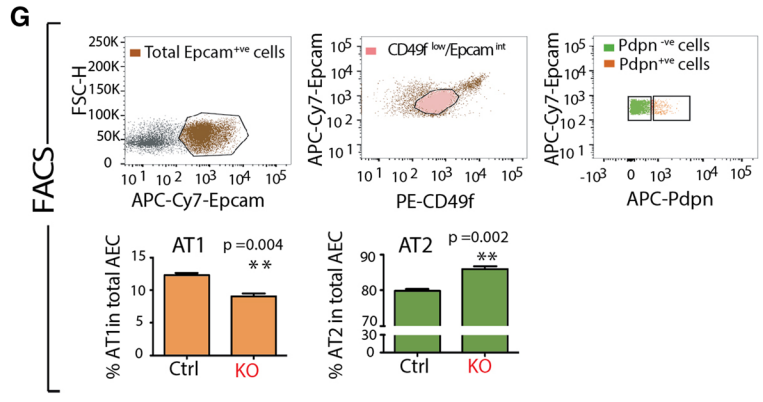 G
FACS
250K
200K
150K
100K
50K
0
FSC-H
Total Epcam+ve cells
10 1 10 2 10 3 10 4 10 5
APC-Cy7-Epcam
10 5
10 4
10 3
10 2
10 1
APC-Cy7-Epcam
CD49f low/Epcam int
10 1 10 2 10 3 10 4 10 5
PE-CD49f
10 5
10 4
10 3
10 2
10 1
APC-Cy7-Epcam
Pdpn -ve cells
Pdpn+ve cells
-10 3 0 10 3 10 4 10 5
APC-Pdpn
% AT1in total AEC
15
10
5
0
AT1
p =0.004
**
Ctrl KO
% AT2 in total AEC
90
80
70
30
0
AT2
p =0.002
**
Ctrl KO